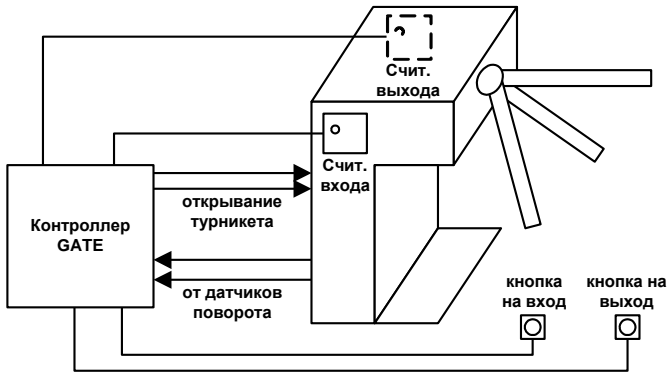 Счит.
выхода
Счит.
входа
открывание
турникета
Контроллер
GATE
от датчиков
поворота
кнопка
на вход
кнопка на
выход